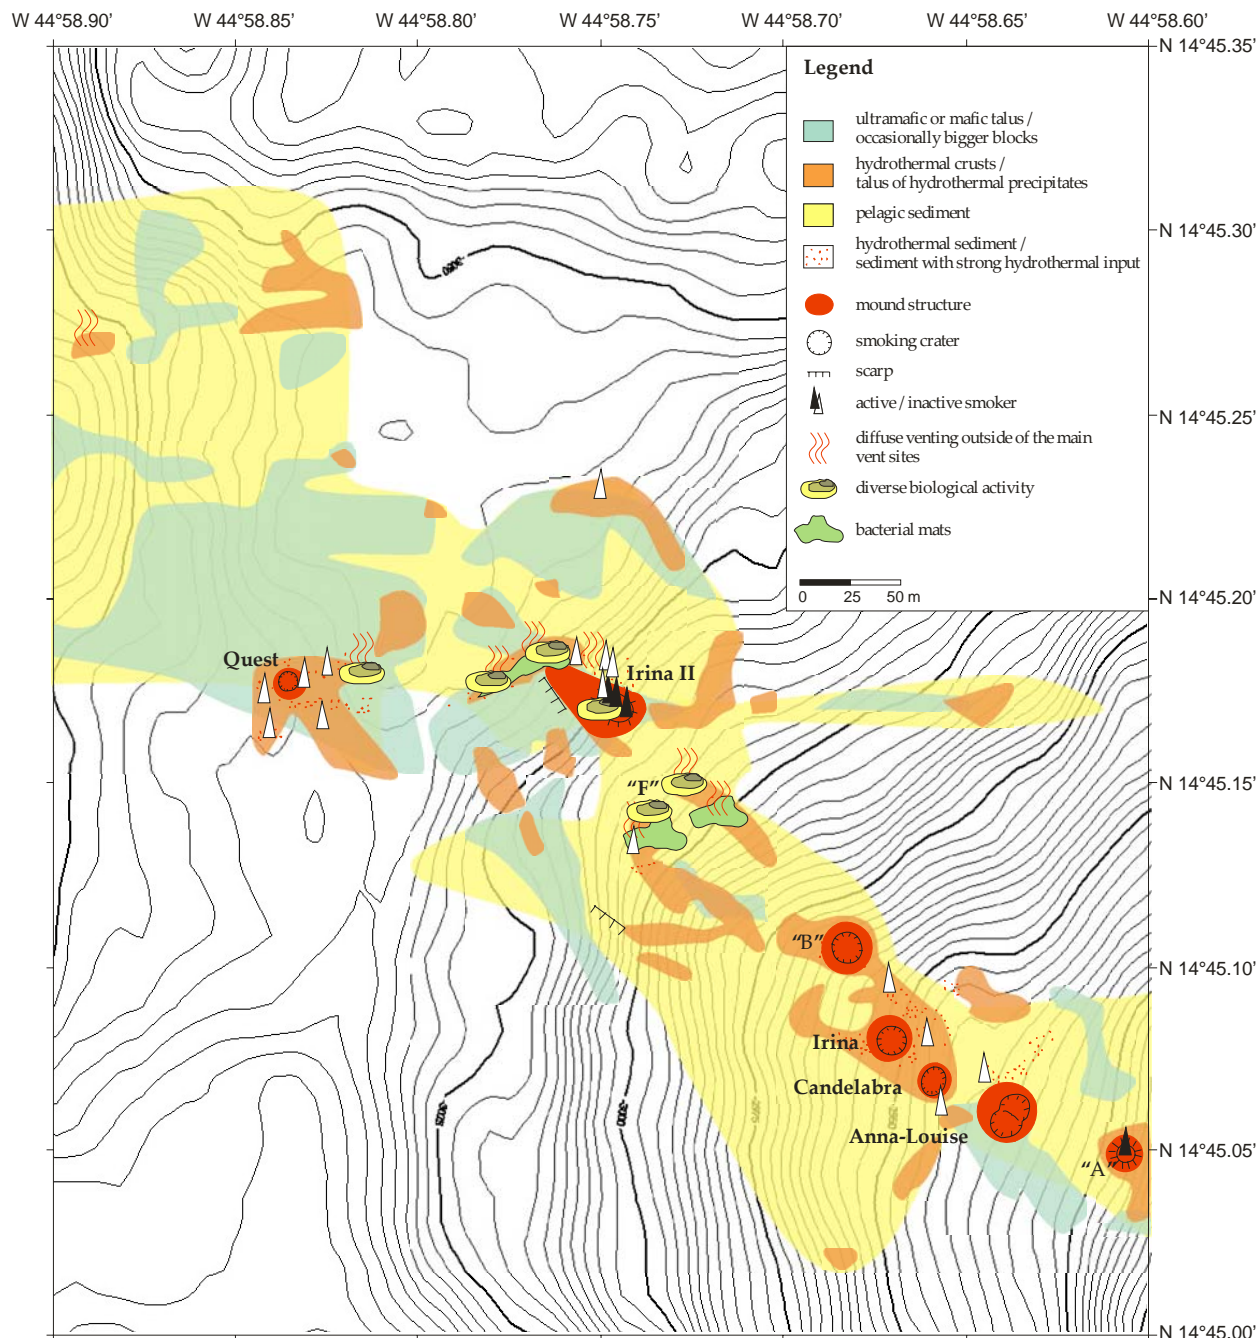 W 44°58.90’ W 44°58.85’ W 44°58.80’ W 44°58.75’ W 44°58.70’ W 44°58.65’ W 44°58.60’
N 14°45.35’
Legend
ultramafic or mafic talus /
occasionally bigger blocks
hydrothermal crusts /
talus of hydrothermal precipitates
pelagic sediment
hydrothermal sediment /
sediment with strong hydrothermal input
mound structure
smoking crater
scarp
active / inactive smoker
diffuse venting outside of the main
vent sites
diverse biological activity
bacterial mats
0 25 50 m
N 14°45.30’
N 14°45.25’
N 14°45.20’
N 14°45.15’
N 14°45.10’
N 14°45.05’
N 14°45.00’
Quest
Irina II
“F”
“B”
Irina
Candelabra
Anna-Louise
“A”
-3025
-3000